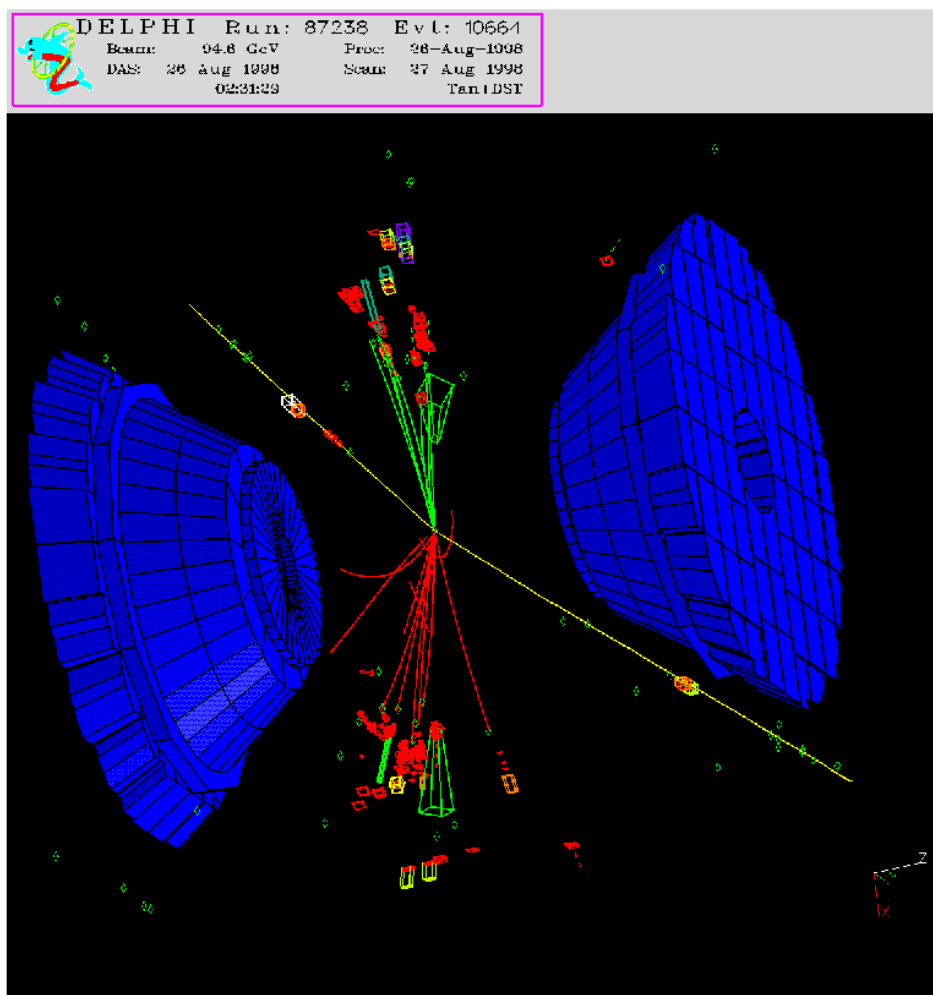 DELPHI Run: 87238 Evt: 10664
Beam: 94.6 GeV Proc: 26-Aug-1998
DAS: 26 Aug 1998 Scan: 27 Aug 1998
02:31:29 Tan+DST
Z
X